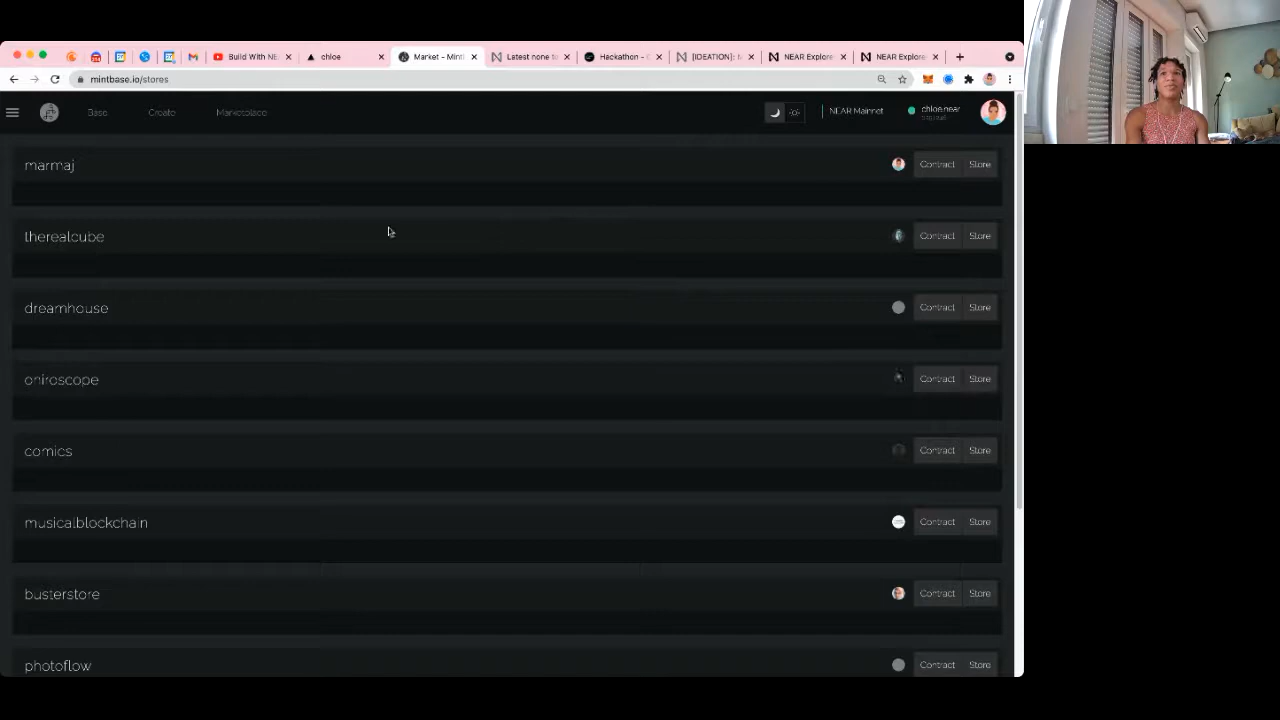 Build With NE
chloe
Market - Mint
Latest none to
Hackathon - 
[IDEATION]:
NEAR Explore
NEAR Explore
mintbase.io/stores
Base
Create
Marketplace
NEAR Mainnet
chloe.near
marmaj
Contract
Store
therealcube
Contract
Store
dreamhouse
Contract
Store
oniroscope
Contract
Store
comics
Contract
Store
musicalblockchain
Contract
Store
busterstore
Contract
Store
photoflow
Contract
Store